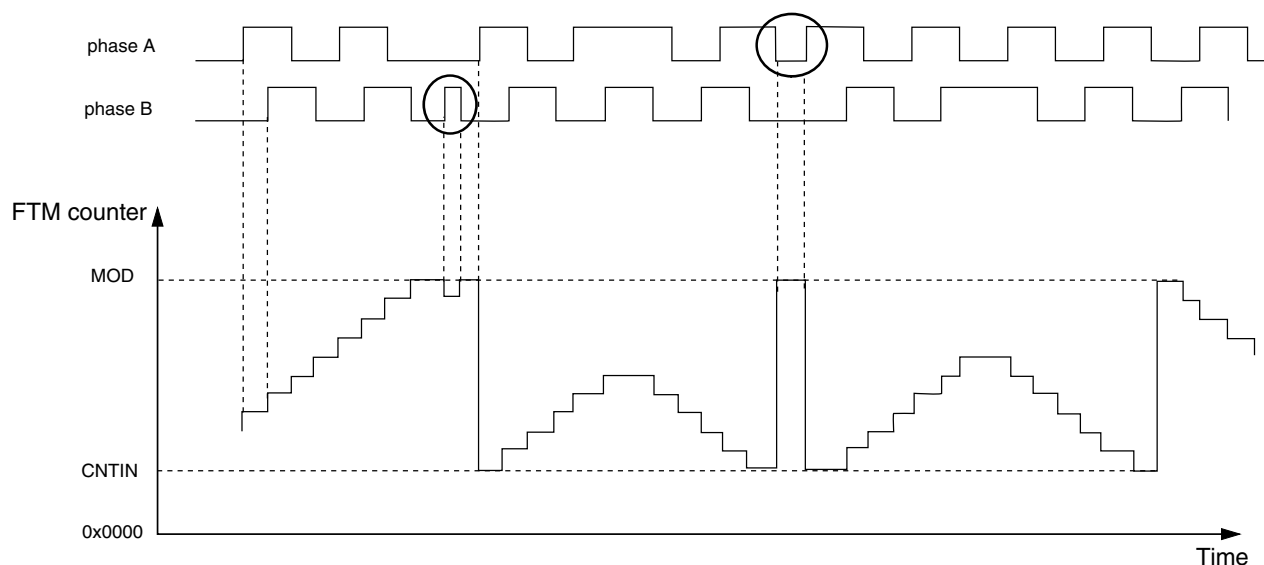 phase A
phase B
FTM counter
MOD
CNTIN
0x0000
Time